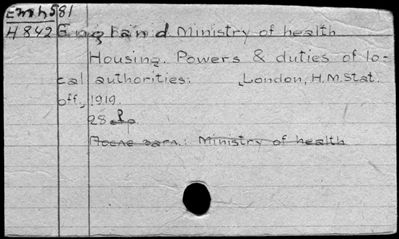 H842 England. Ministry of health
Housing. Powers & duties of lo-
cal authorities. London, H.M. Stat.
off., 1919.
28 p.
Ministry of health